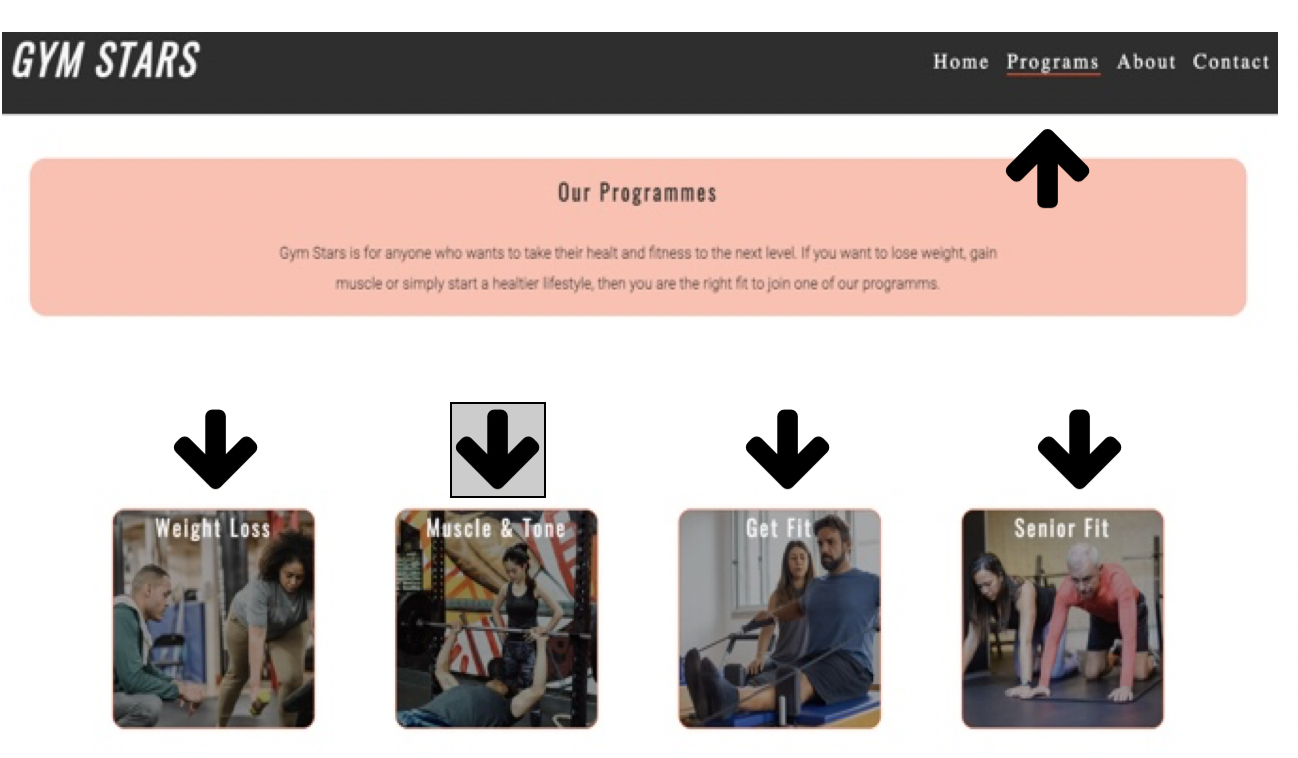 GYM STARS
Home Programs About Contact
Our Programmes
Gym Stars is for anyone who wants to take their healt and fitness to the next level. If you want to lose weight, gain
muscle or simply start a healtier lifestyle, then you are the right fit to join one of our programms.
Weight Loss Muscle & Tone Get Fit Senior Fit